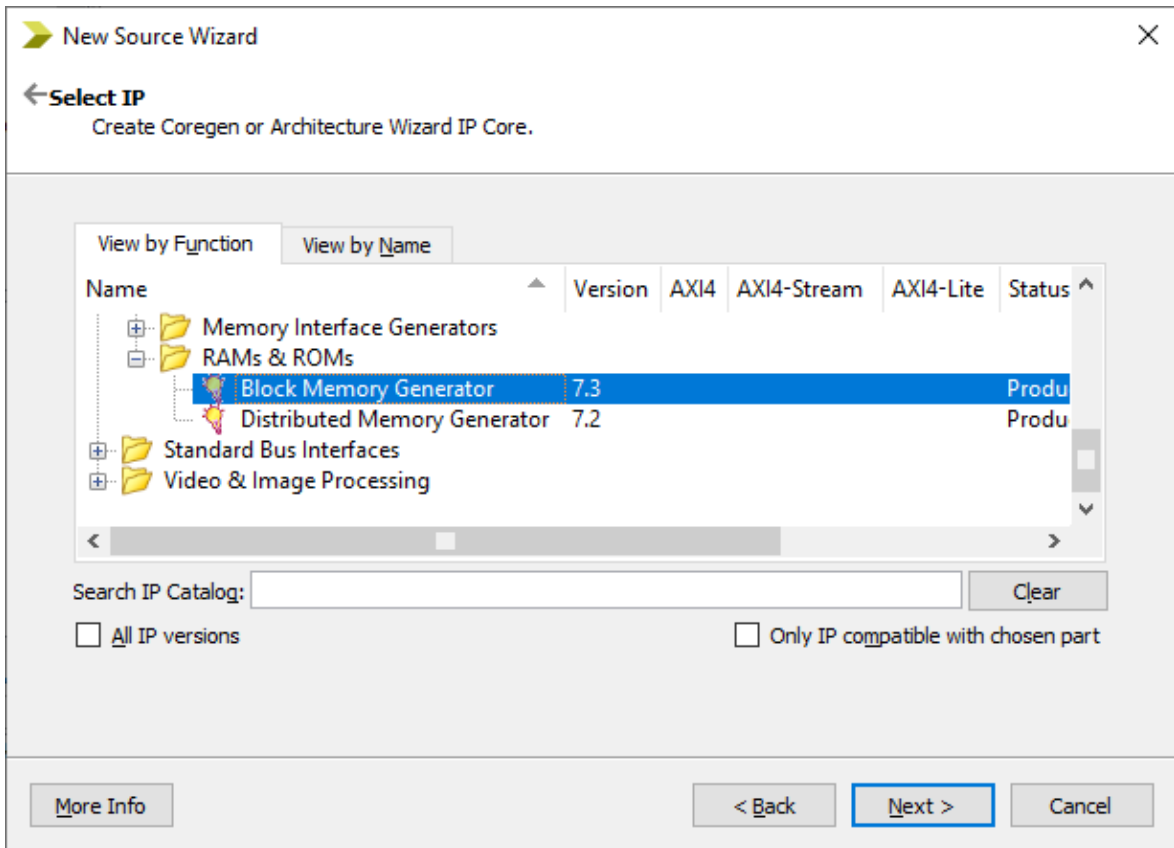 New Source Wizard
Select IP
Create Coregen or Architecture Wizard IP Core.
View by Function View by Name
Name Version AXI4 AXI4-Stream AXI4-Lite Status
Memory Interface Generators
RAMs & ROMs
Block Memory Generator 7.3 Produ
Distributed Memory Generator 7.2 Produ
Standard Bus Interfaces
Video & Image Processing
Search IP Catalog: Clear
All IP versions Only IP compatible with chosen part
More Info < Back Next > Cancel